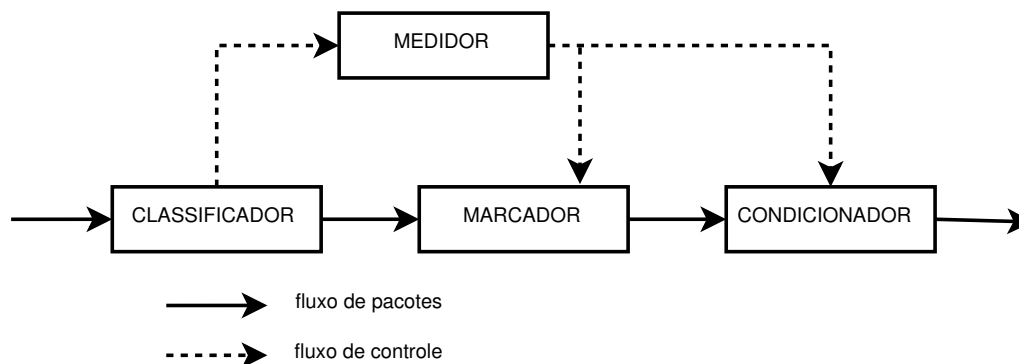 MEDIDOR
CLASSIFICADOR
MARCADOR
CONDICIONADOR
fluxo de pacotes
fluxo de controle